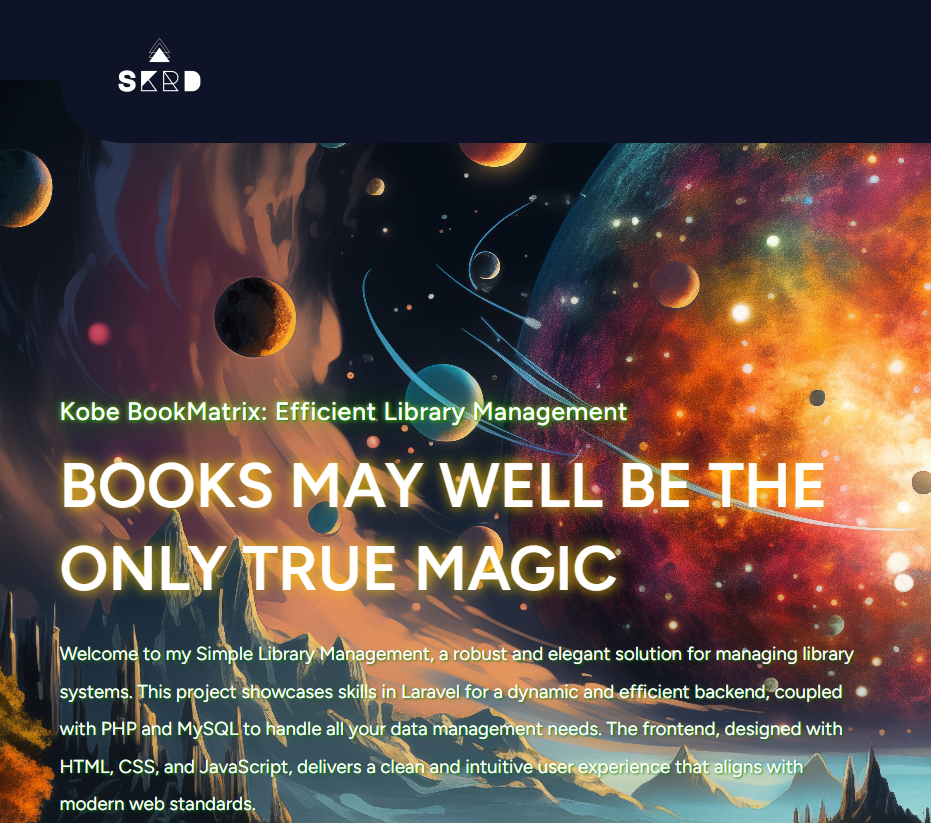 SKRD
Kobe BookMatrix: Efficient Library Management
BOOKS MAY WELL BE THE
ONLY TRUE MAGIC
Welcome to my Simple Library Management, a robust and elegant solution for managing library
systems. This project showcases skills in Laravel for a dynamic and efficient backend, coupled
with PHP and MySQL to handle all your data management needs. The frontend, designed with
HTML, CSS, and JavaScript, delivers a clean and intuitive user experience that aligns with
modern web standards.